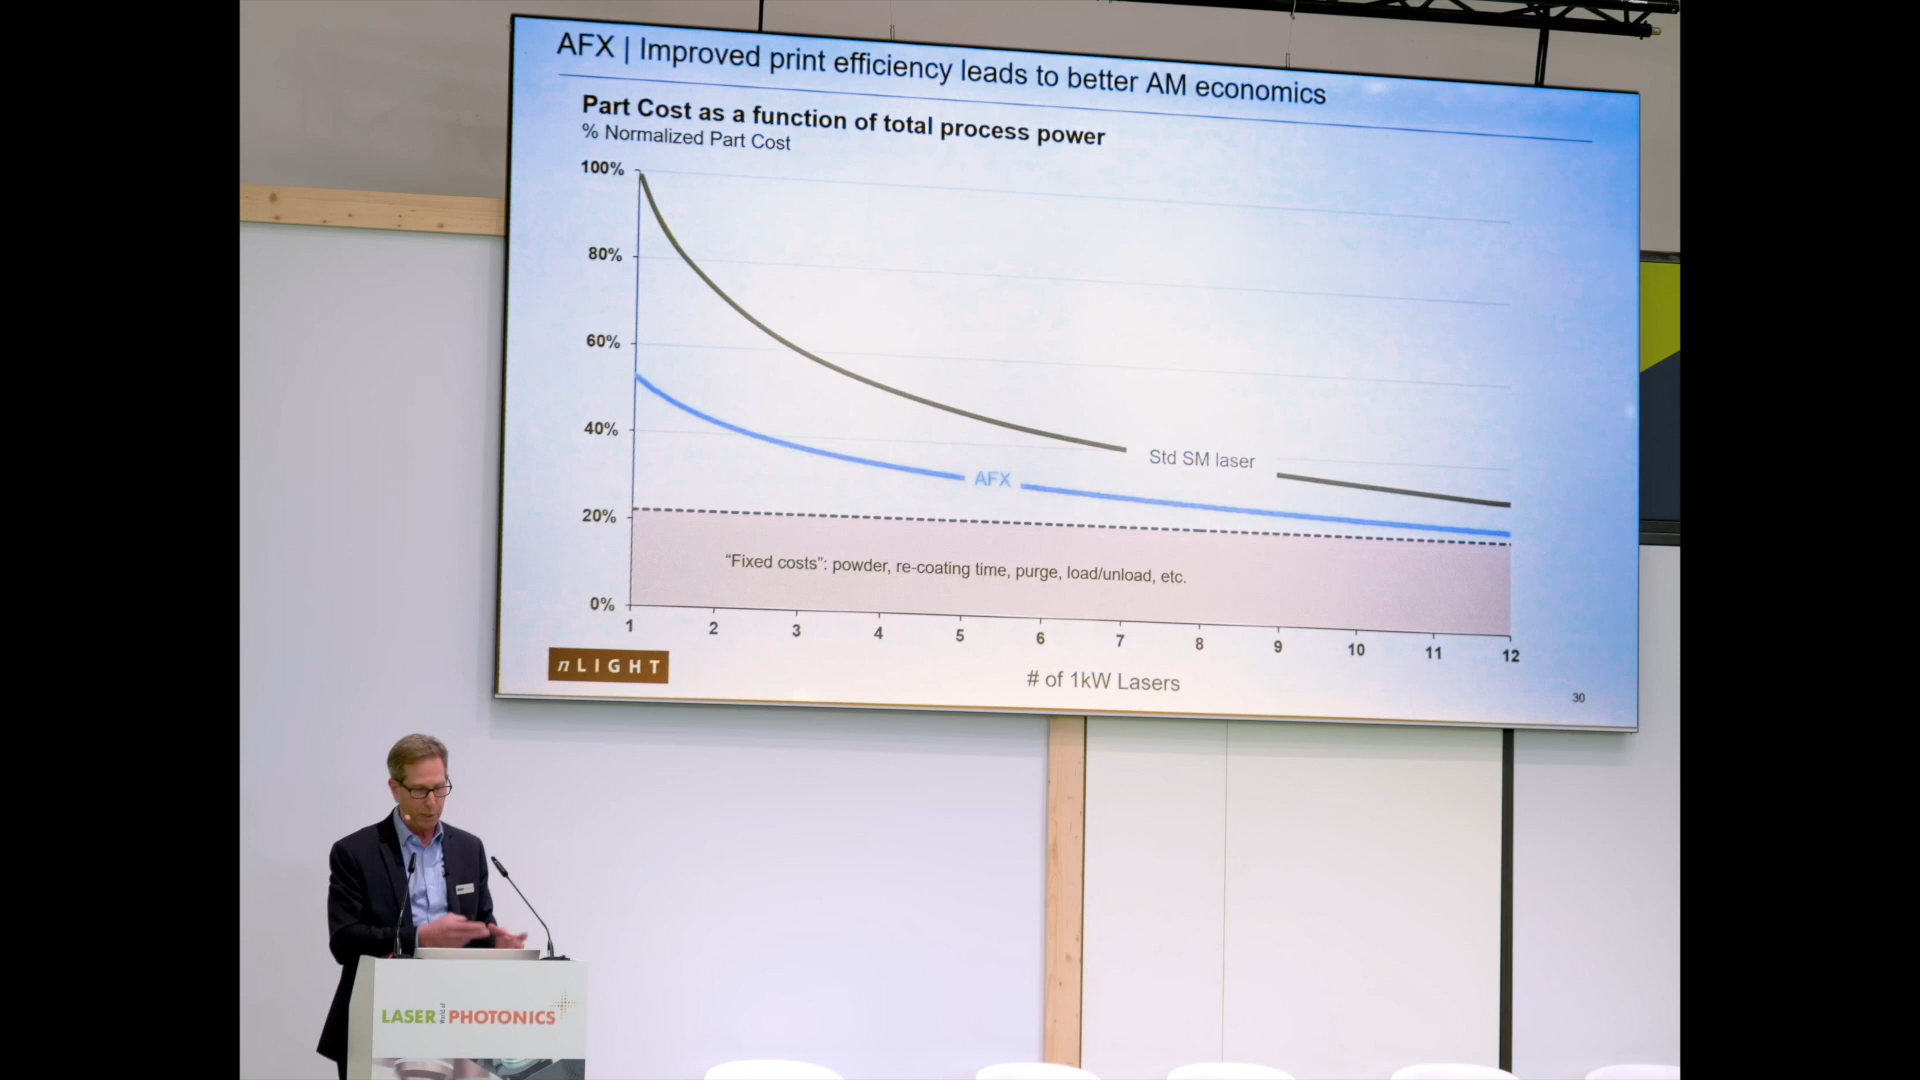 AFX | Improved print efficiency leads to better AM economics
Part Cost as a function of total process power
% Normalized Part Cost
100%
80%
60%
40%
20%
0%
Std SM laser
AFX
"Fixed costs": powder, re-coating time, purge, load/unload, etc.
1 2 3 4 5 6 7 8 9 10 11 12
# of 1kW Lasers
nLIGHT
30
LASER World of PHOTONICS